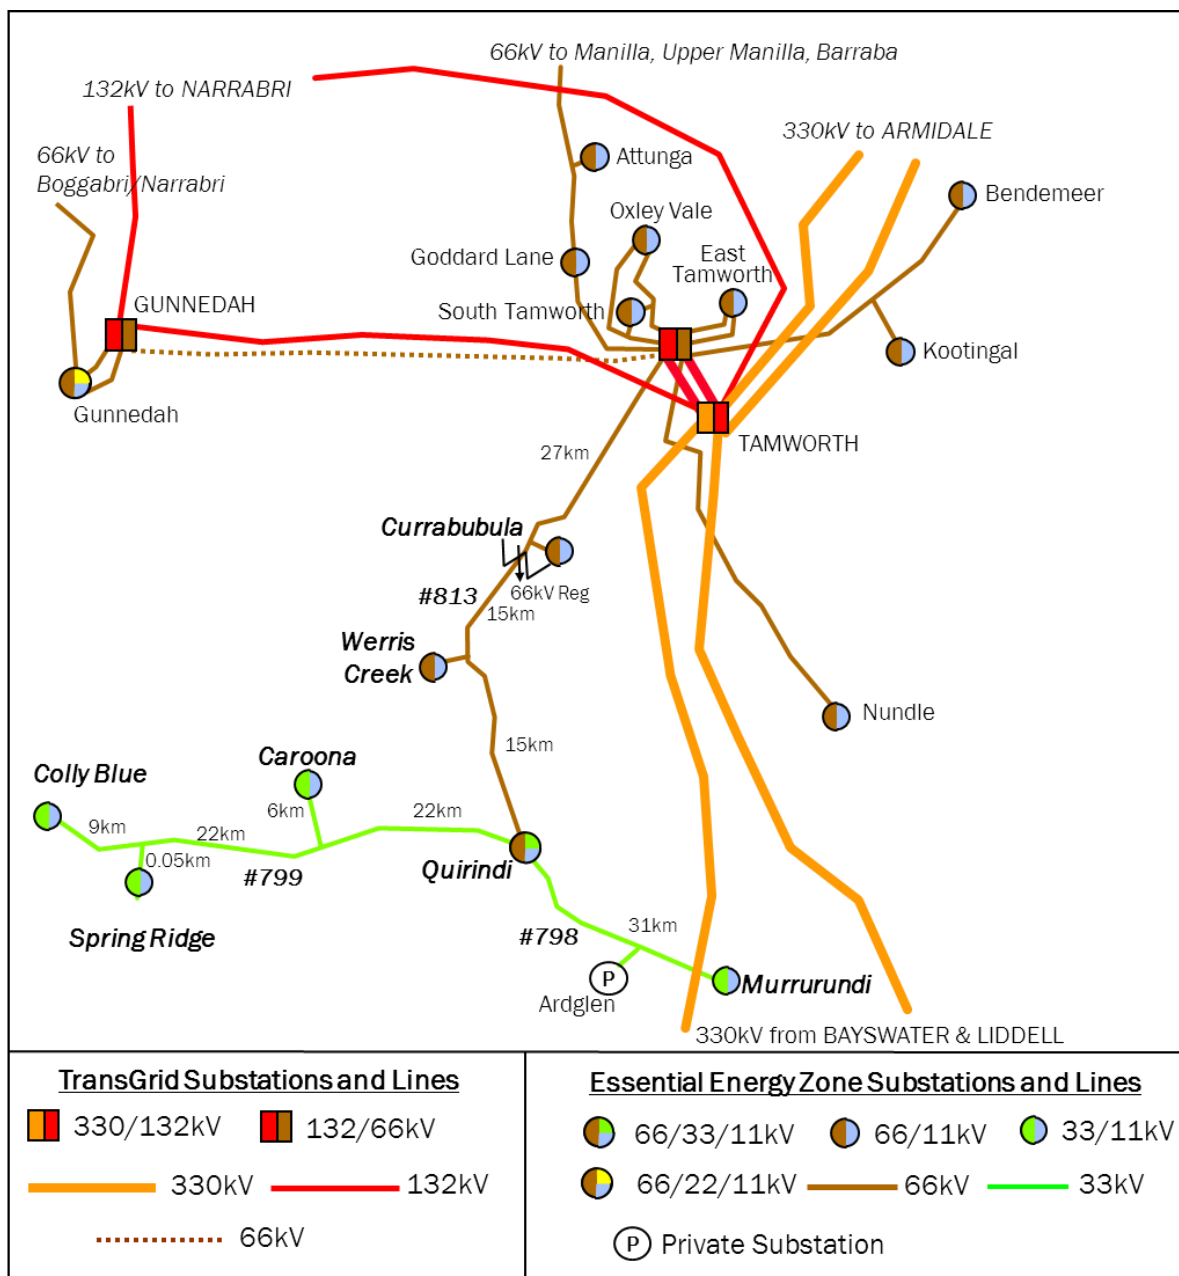 66kV to Manilla, Upper Manilla, Barraba
132kV to NARRABRI
330kV to ARMIDALE
66kV to
Boggabri/Narrabri
Attunga
Bendemeer
Oxley Vale
East
Tamworth
Goddard Lane
GUNNEDAH
South Tamworth
Kootingal
Gunnedah
TAMWORTH
27km
Currabubula
66kV Reg
#813
15km
Werris
Creek
Nundle
15km
Caroona
Colly Blue
6km
22km
9km
22km
0.05km
#799
Quirindi
Spring Ridge
#798
31km
P
Ardglen
Murrurundi
330kV from BAYSWATER & LIDDELL
TransGrid Substations and Lines
330/132kV
132/66kV
330kV
132kV
66kV
Essential Energy Zone Substations and Lines
66/33/11kV
66/11kV
33/11kV
66/22/11kV
66kV
33kV
P Private Substation